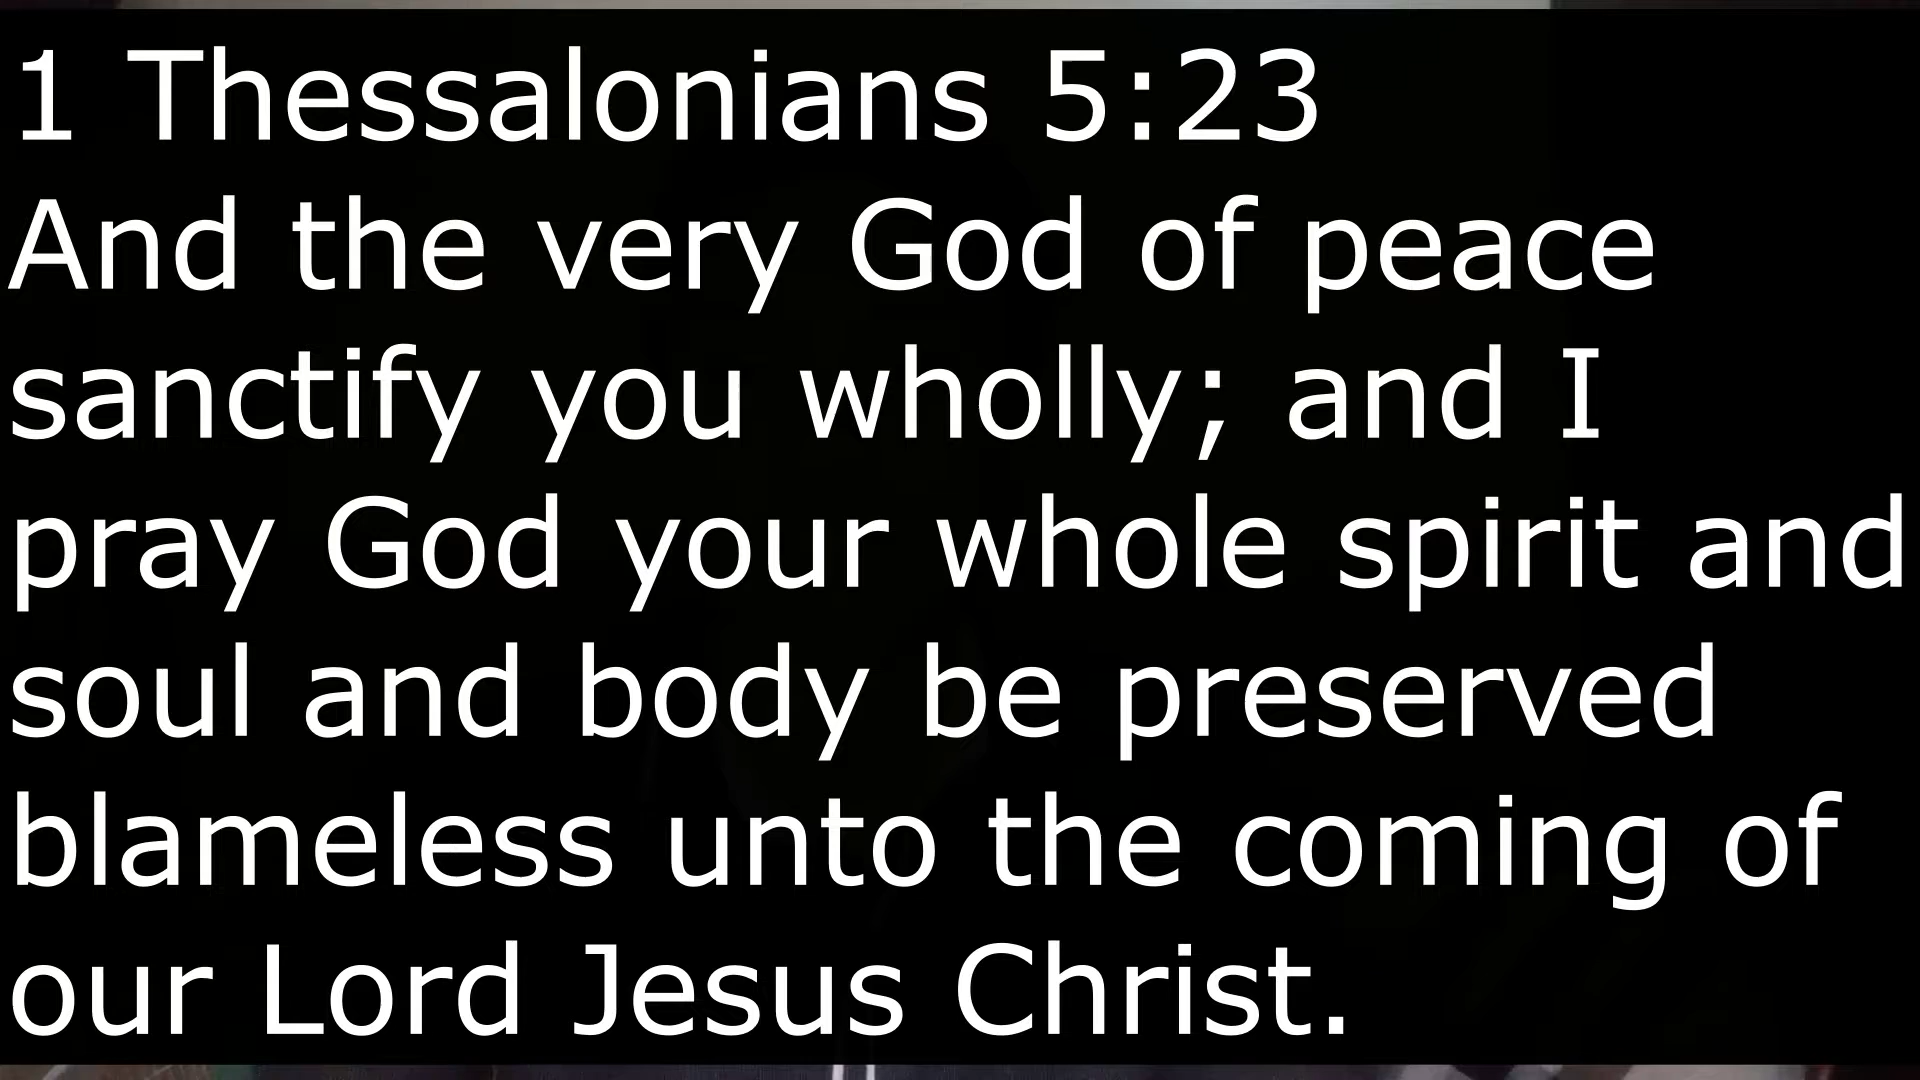 1 Thessalonians 5:23
And the very God of peace
sanctify you wholly; and I
pray God your whole spirit and
soul and body be preserved
blameless unto the coming of
our Lord Jesus Christ.